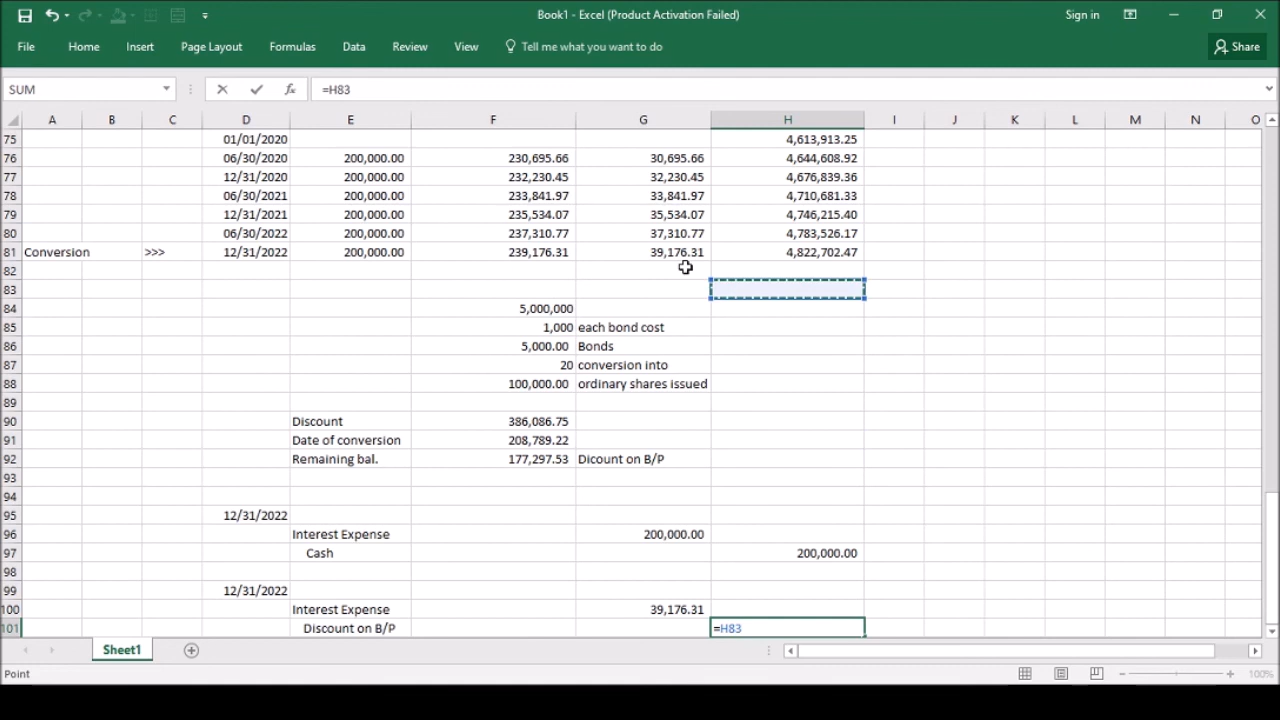 Book1 - Excel (Product Activation Failed)
Sign in
File Home Insert Page Layout Formulas Data Review View Tell me what you want to do Share
SUM =H83
A B C D E F G H I J K L M N O
75 01/01/2020 4,613,913.25
76 06/30/2020 200,000.00 230,695.66 30,695.66 4,644,608.92
77 12/31/2020 200,000.00 232,230.45 32,230.45 4,676,839.36
78 06/30/2021 200,000.00 233,841.97 33,841.97 4,710,681.33
79 12/31/2021 200,000.00 235,534.07 35,534.07 4,746,215.40
80 06/30/2022 200,000.00 237,310.77 37,310.77 4,783,526.17
81 Conversion >>> 12/31/2022 200,000.00 239,176.31 39,176.31 4,822,702.47
82
83
84 5,000,000
85 1,000 each bond cost
86 5,000.00 Bonds
87 20 conversion into
88 100,000.00 ordinary shares issued
89
90 Discount 386,086.75
91 Date of conversion 208,789.22
92 Remaining bal. 177,297.53 Dicount on B/P
93
94
95 12/31/2022
96 Interest Expense 200,000.00
97 Cash 200,000.00
98
99 12/31/2022
100 Interest Expense 39,176.31
101 Discount on B/P =H83
Sheet1
Point 100%